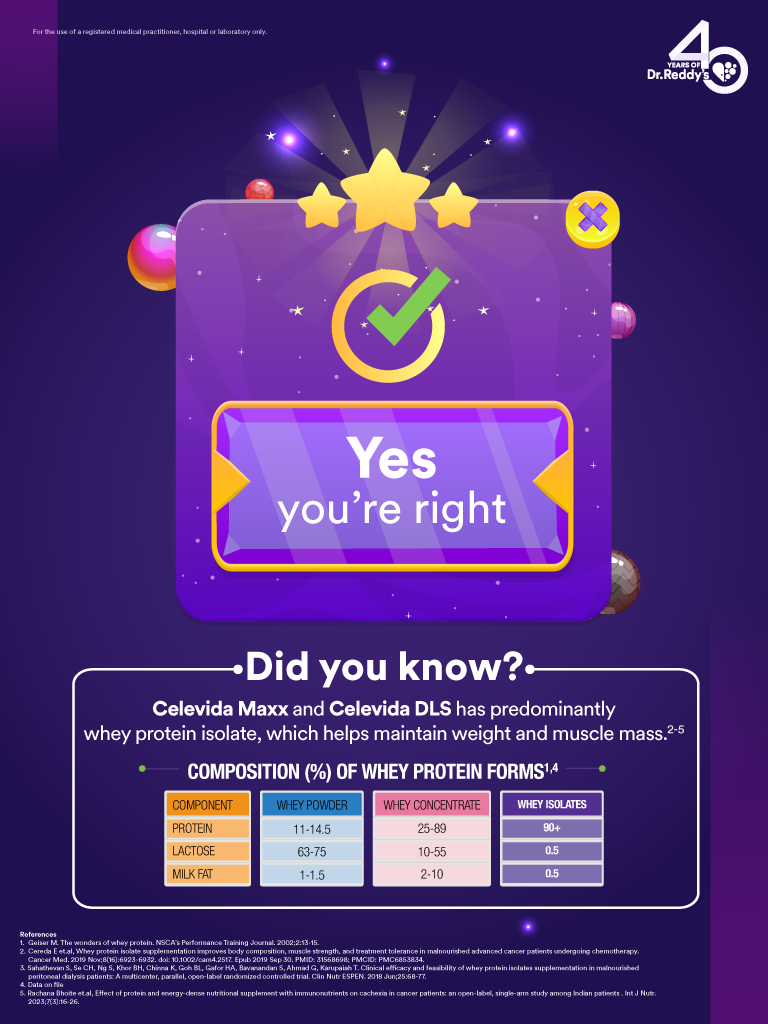 For the use of a registered medical practitioner, hospital or laboratory only.
40
YEARS OF
Dr.Reddy's
Yes
you're right
Did you know?
Celevida Maxx and Celevida DLS has predominantly
whey protein isolate, which helps maintain weight and muscle mass.2-5
COMPOSITION (%) OF WHEY PROTEIN FORMS1,4
COMPONENT WHEY POWDER WHEY CONCENTRATE WHEY ISOLATES
PROTEIN 11-14.5 25-89 90+
LACTOSE 63-75 10-55 0.5
MILK FAT 1-1.5 2-10 0.5
References
1. Geiser M. The wonders of whey protein. NSCA's Performance Training Journal. 2002;2:13-15.
2. Cereda E et.al, Whey protein isolate supplementation improves body composition, muscle strength, and treatment tolerance in malnourished advanced cancer patients undergoing chemotherapy.
Cancer Med. 2019 Nov;8(16):6923-6932. doi: 10.1002/cam4.2517. Epub 2019 Sep 30. PMID: 31568698; PMCID: PMC6853834.
3. Sahathevan S, Se CH, Ng S, Khor BH, Chinna K, Goh BL, Gafor HA, Bavanandan S, Ahmad G, Karupaiah T. Clinical efficacy and feasibility of whey protein isolates supplementation in malnourished
peritoneal dialysis patients: A multicenter, parallel, open-label randomized controlled trial. Clin Nutr ESPEN. 2018 Jun;25:68-77.
4. Data on file
5. Rachana Bhoite et.al, Effect of protein and energy-dense nutritional supplement with immunonutrients on cachexia in cancer patients: an open-label, single-arm study among Indian patients . Int J Nutr.
2023;7(3):16-26.